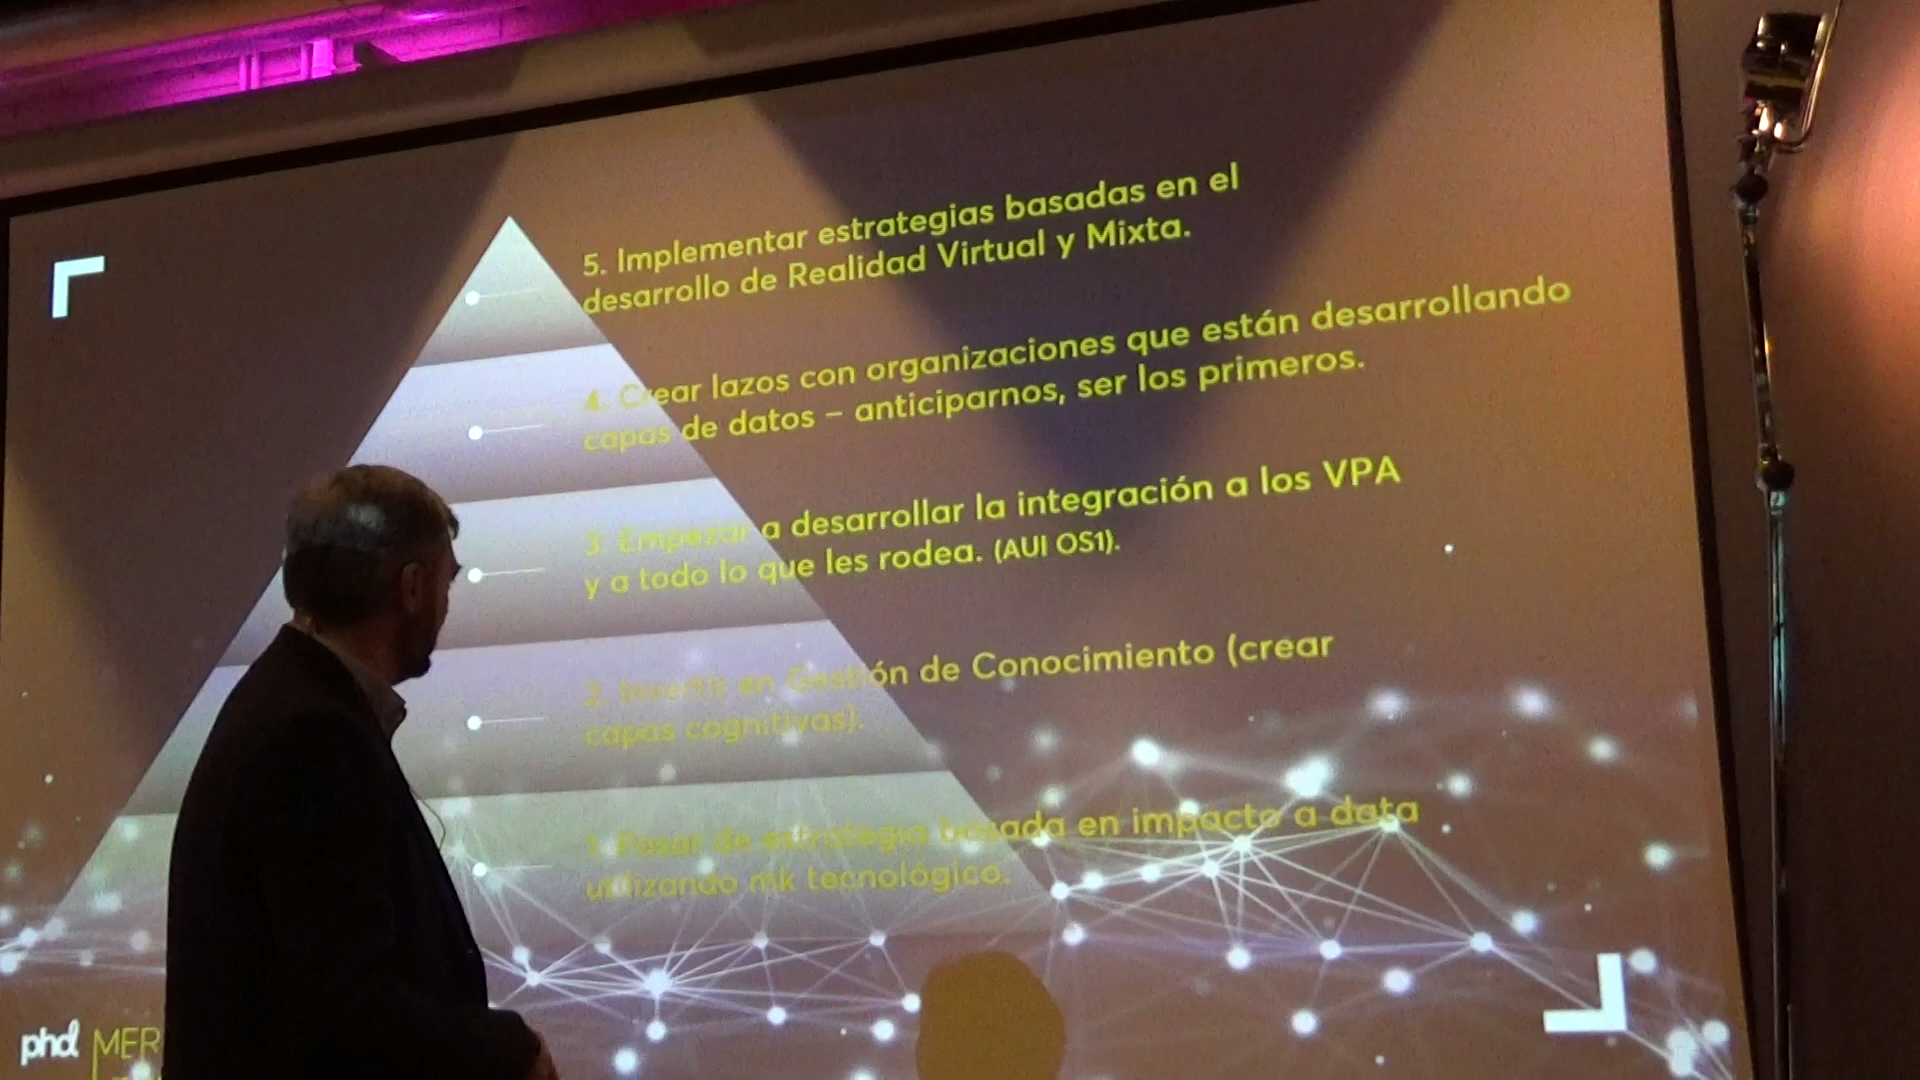 5. Implementar estrategias basadas en el
desarrollo de Realidad Virtual y Mixta.
4. Crear lazos con organizaciones que están desarrollando
capas de datos – anticiparnos, ser los primeros.
3. Empezar a desarrollar la integración a los VPA
y a todo lo que les rodea. (AUI OS1).
2. Invertir en Gestión de Conocimiento (crear
capas cognitivas).
1. Pasar de estrategia basada en impacto a data
utilizando mk tecnológico.
phd MER